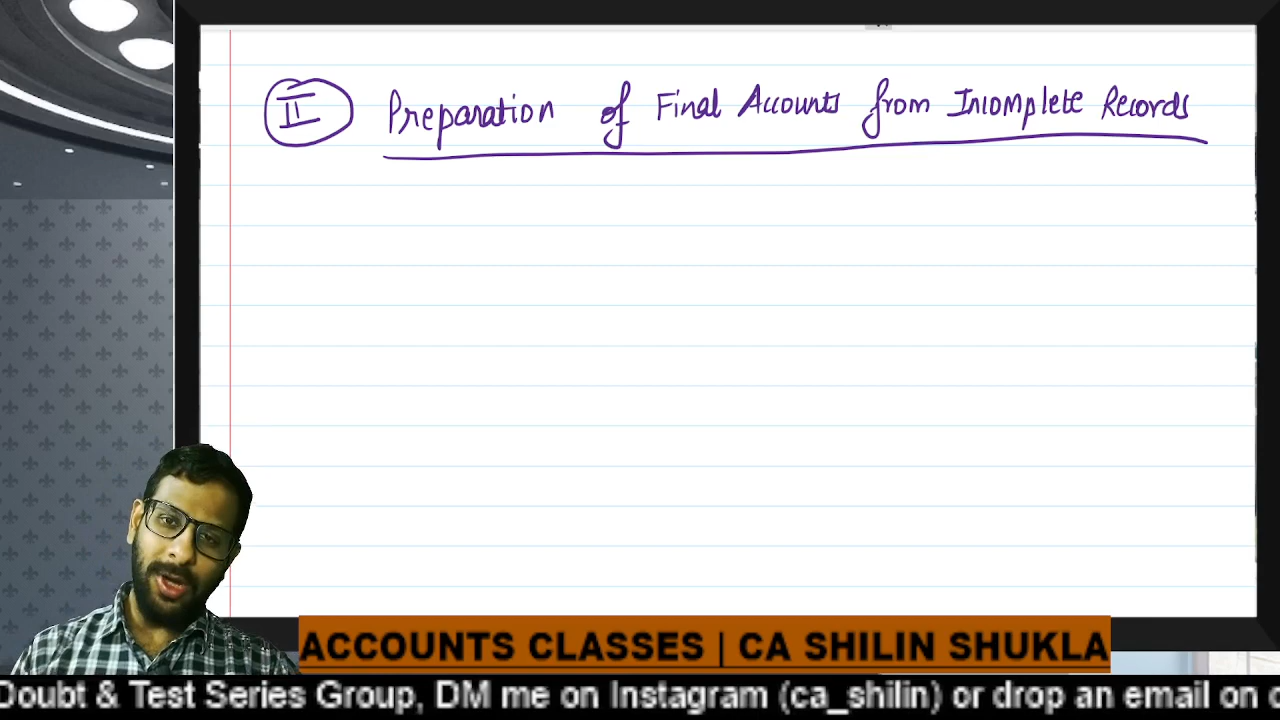 II Preparation of Final Accounts from Incomplete Records
ACCOUNTS CLASSES | CA SHILIN SHUKLA
Doubt & Test Series Group, DM me on Instagram (ca_shilin) or drop an email on